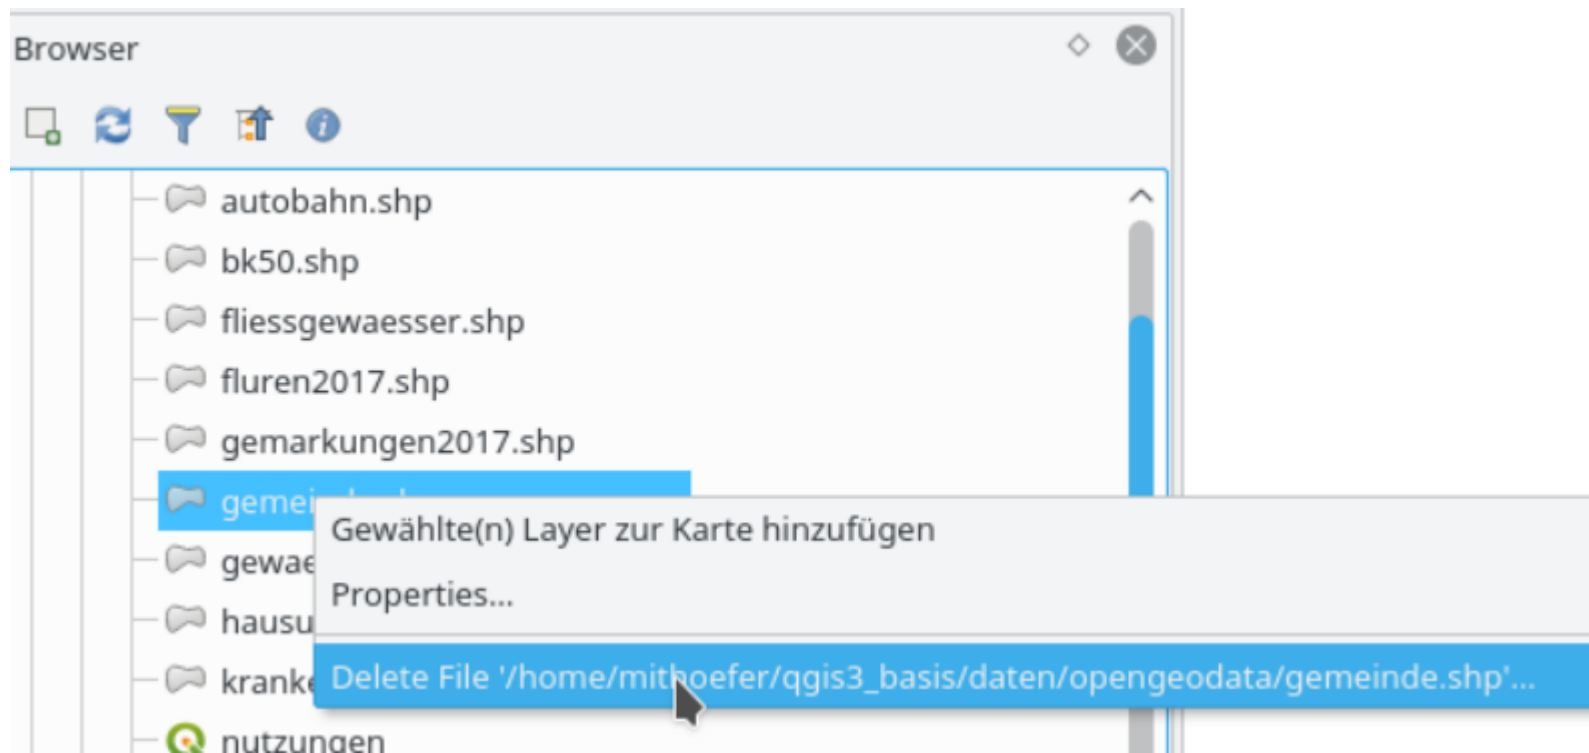 Browser
autobahn.shp
bk50.shp
fliessgewaesser.shp
fluren2017.shp
gemarkungen2017.shp
Gewählte(n) Layer zur Karte hinzufügen
Properties...
Delete File '/home/mithoefer/qgis3_basis/daten/opengeodata/gemeinde.shp'...
nutzungen